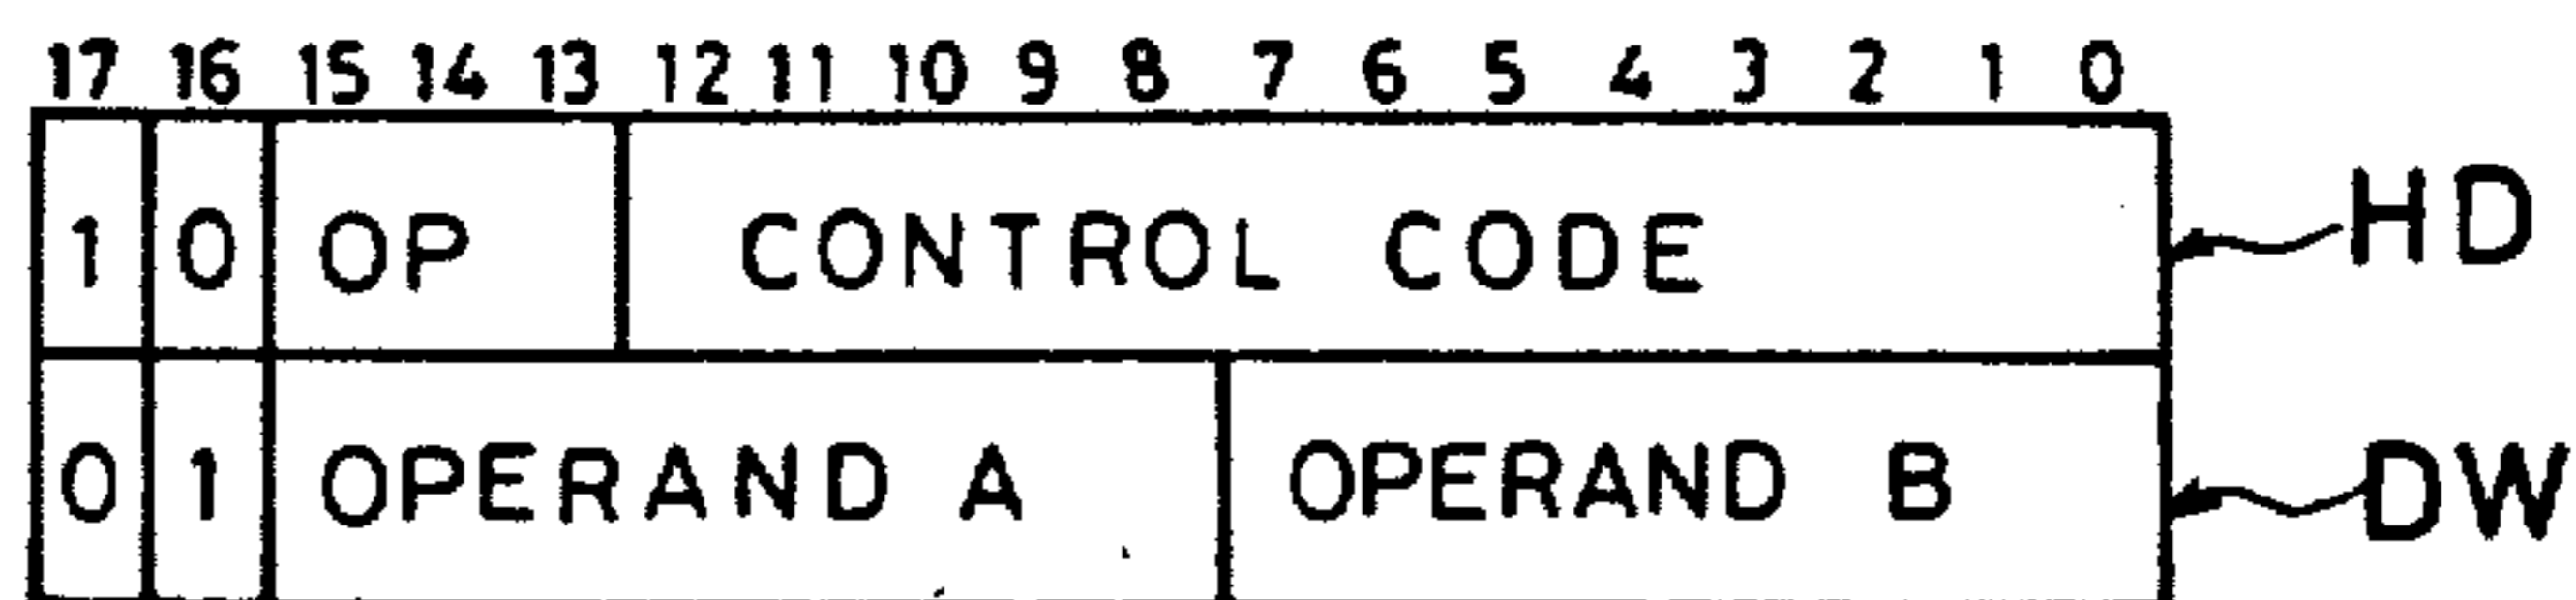 17 16 15 14 13 12 11 10 9 8 7 6 5 4 3 2 1 0
1 0 OP CONTROL CODE HD
0 1 OPERAND A OPERAND B DW